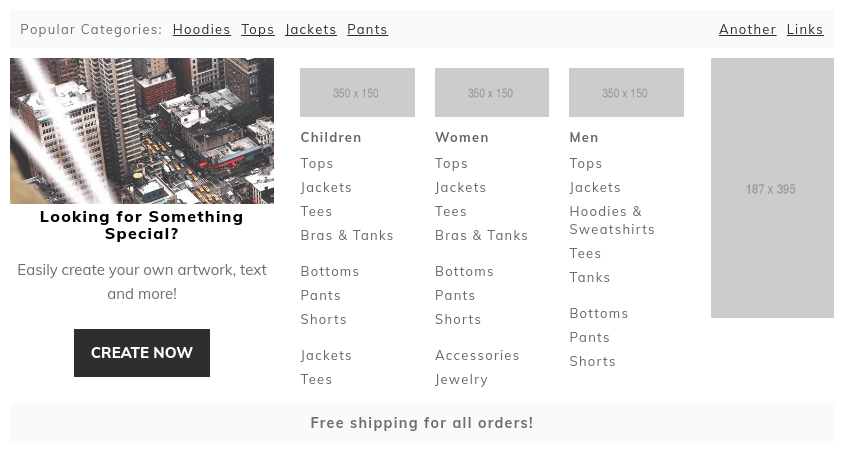 Popular Categories: Hoodies Tops Jackets Pants
Another Links
Looking for Something
Special?
Easily create your own artwork, text
and more!
CREATE NOW
350 x 150
Children
Tops
Jackets
Tees
Bras & Tanks
Bottoms
Pants
Shorts
Jackets
Tees
350 x 150
Women
Tops
Jackets
Tees
Bras & Tanks
Bottoms
Pants
Shorts
Accessories
Jewelry
350 x 150
Men
Tops
Jackets
Hoodies &
Sweatshirts
Tees
Tanks
Bottoms
Pants
Shorts
187 x 395
Free shipping for all orders!